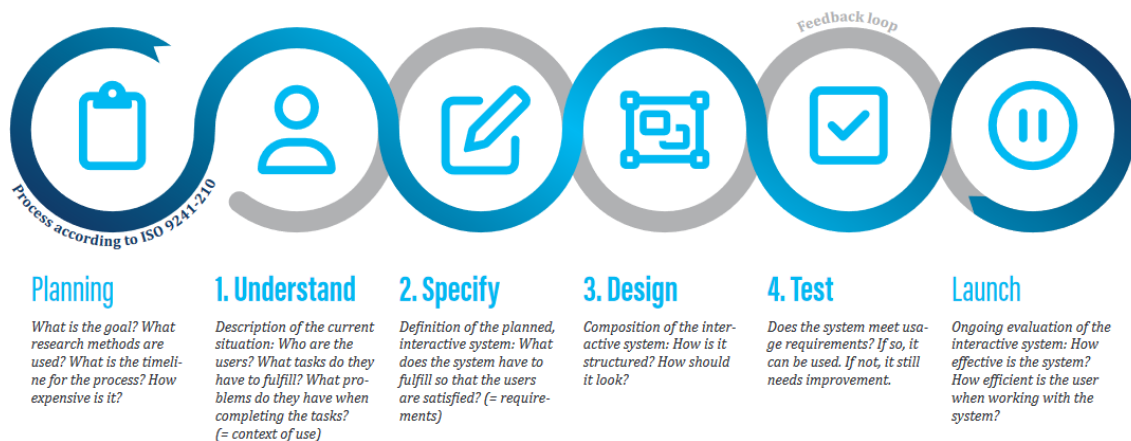 Feedback loop
Process according to ISO 9241-210
Planning
What is the goal? What
research methods are
used? What is the timeli-
ne for the process? How
expensive is it?
1. Understand
Description of the current
situation: Who are the
users? What tasks do they
have to fulfill? What pro-
blems do they have when
completing the tasks?
(= context of use)
2. Specify
Definition of the planned,
interactive system: What
does the system have to
fulfill so that the users
are satisfied? (= require-
ments)
3. Design
Composition of the inter-
active system: How is it
structured? How should
it look?
4. Test
Does the system meet usa-
ge requirements? If so, it
can be used. If not, it still
needs improvement.
Launch
Ongoing evaluation of the
interactive system: How
effective is the system?
How efficient is the user
when working with the
system?